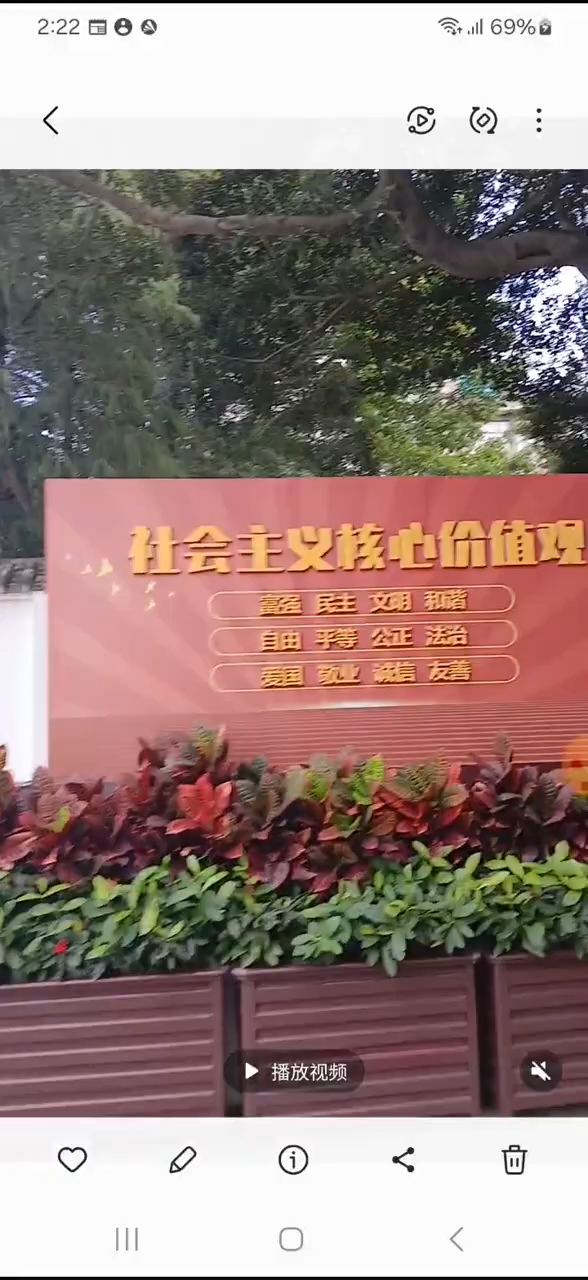 2:22
69%
社会主义核心价值观
富强 民主 文明 和谐
自由 平等 公正 法治
爱国 敬业 诚信 友善
播放视频